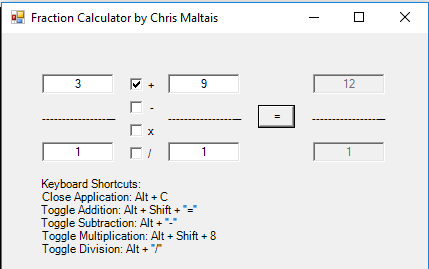 Fraction Calculator by Chris Maltais
3 + 9 12
-
=
x
1 / 1 1
Keyboard Shortcuts:
Close Application: Alt + C
Toggle Addition: Alt + Shift + "="
Toggle Subtraction: Alt + "-"
Toggle Multiplication: Alt + Shift + 8
Toggle Division: Alt + "/"